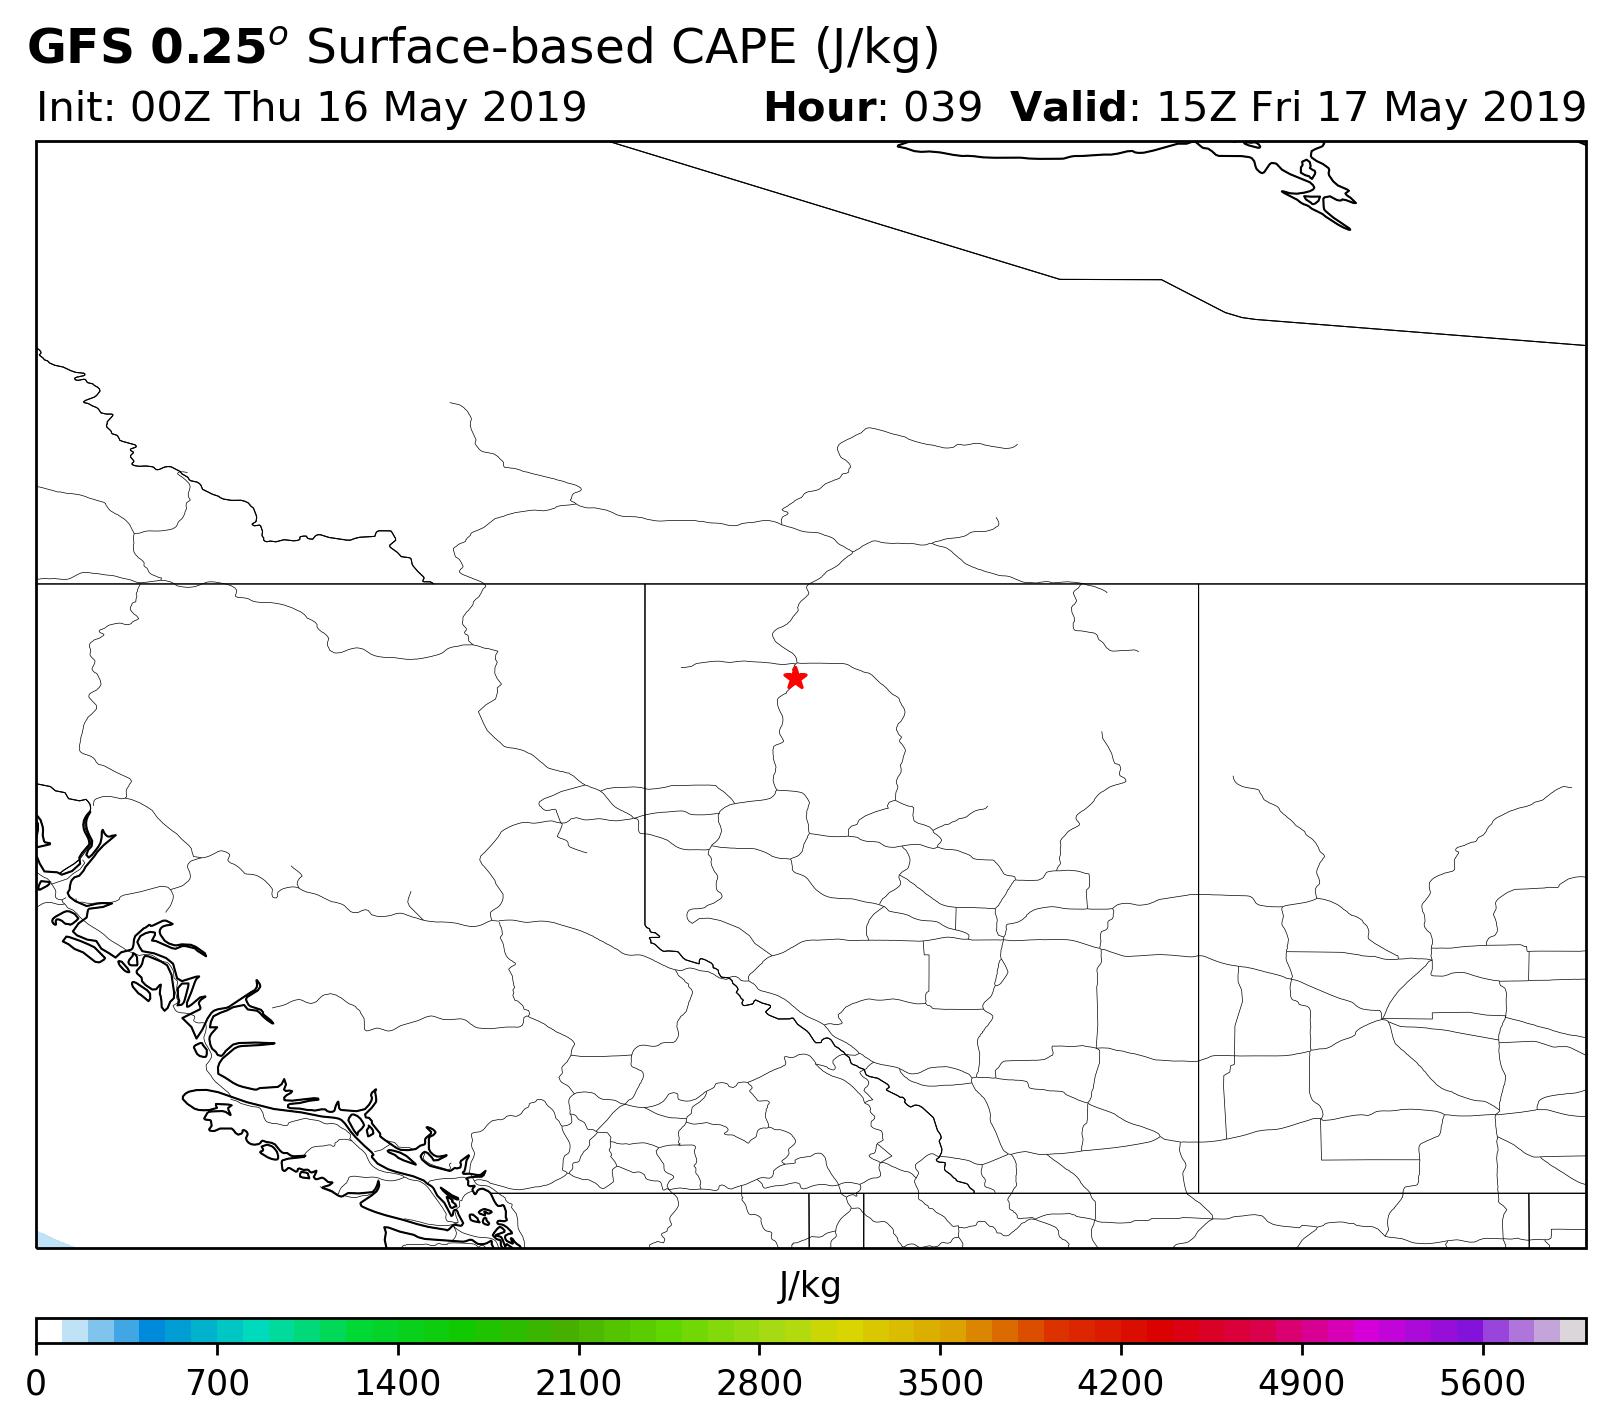 GFS 0.25° Surface-based CAPE (J/kg)
Init: 00Z Thu 16 May 2019 Hour: 039 Valid: 15Z Fri 17 May 2019
J/kg
0 700 1400 2100 2800 3500 4200 4900 5600